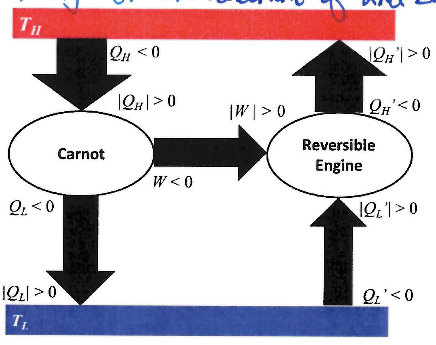 of
T_H
Q_H < 0
|Q_H'| > 0
|Q_H| > 0
|W| > 0
Q_H' < 0
Carnot
Reversible
Engine
W < 0
Q_L < 0
|Q_L'| > 0
|Q_L| > 0
Q_L' < 0
T_L